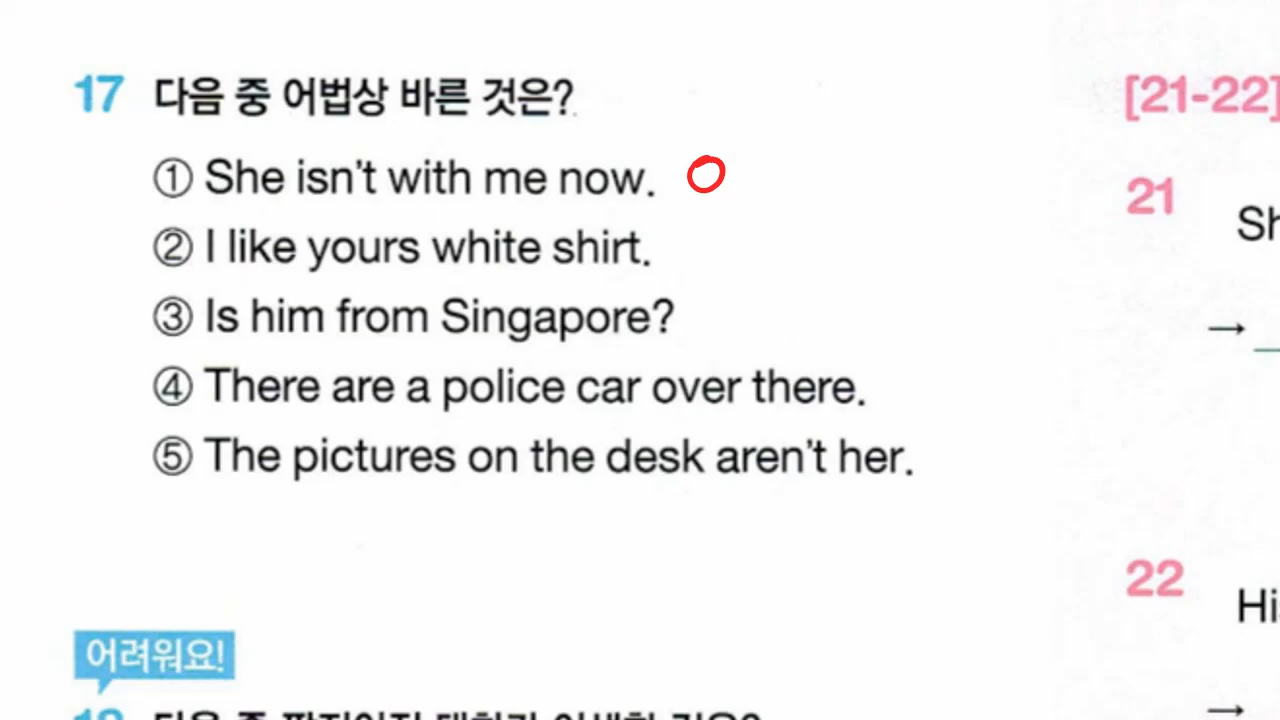 17 다음 중 어법상 바른 것은?
① She isn't with me now.
② I like yours white shirt.
③ Is him from Singapore?
④ There are a police car over there.
⑤ The pictures on the desk aren't her.
어려워요!
[21-22]
21
→
22
→